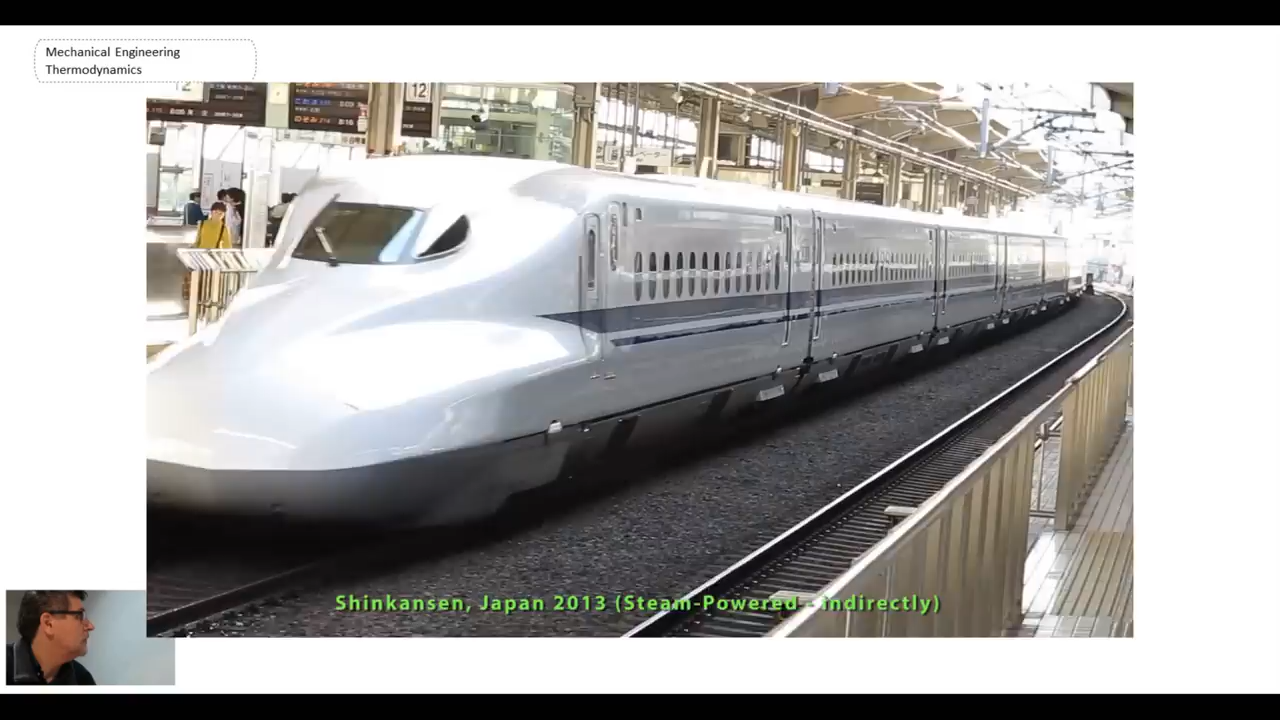 Mechanical Engineering
Thermodynamics
12
Shinkansen, Japan 2013 (Steam-Powered - indirectly)